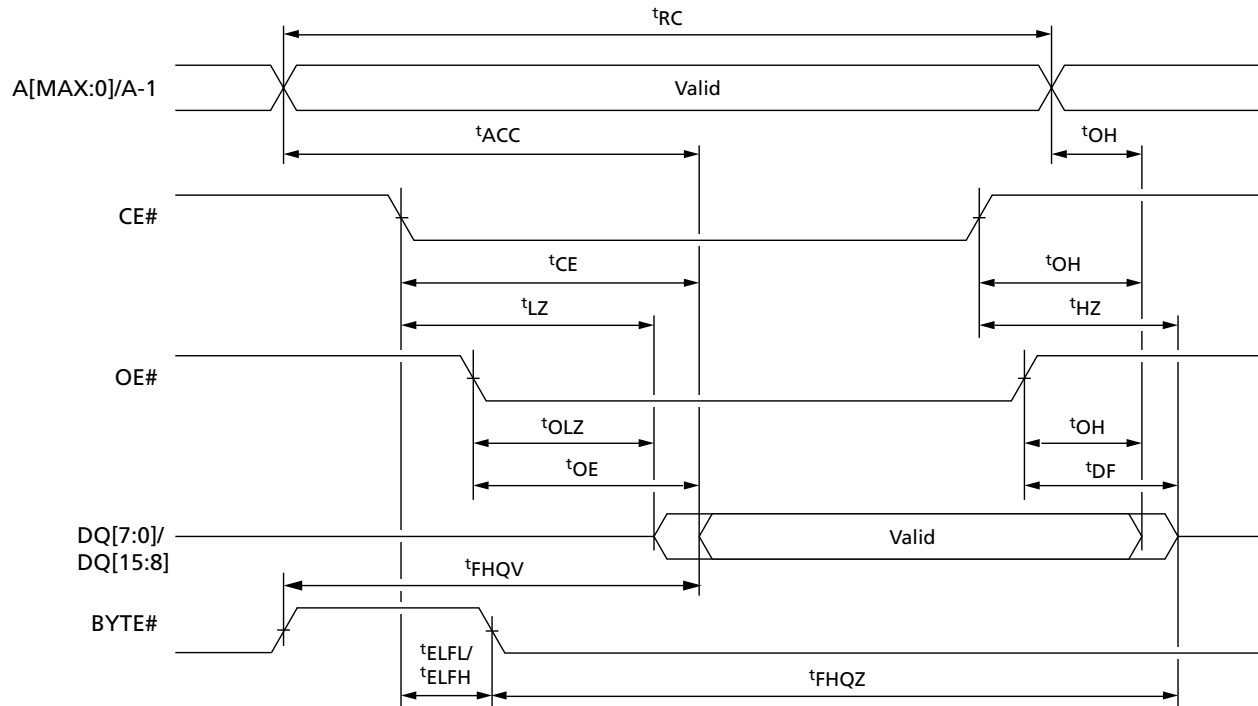 tRC
A[MAX:0]/A-1
Valid
tACC
tOH
CE#
tCE
tOH
tLZ
tHZ
OE#
tOLZ
tOH
tOE
tDF
DQ[7:0]/
DQ[15:8]
Valid
tFHQV
BYTE#
tELFL/
tELFH
tFHQZ